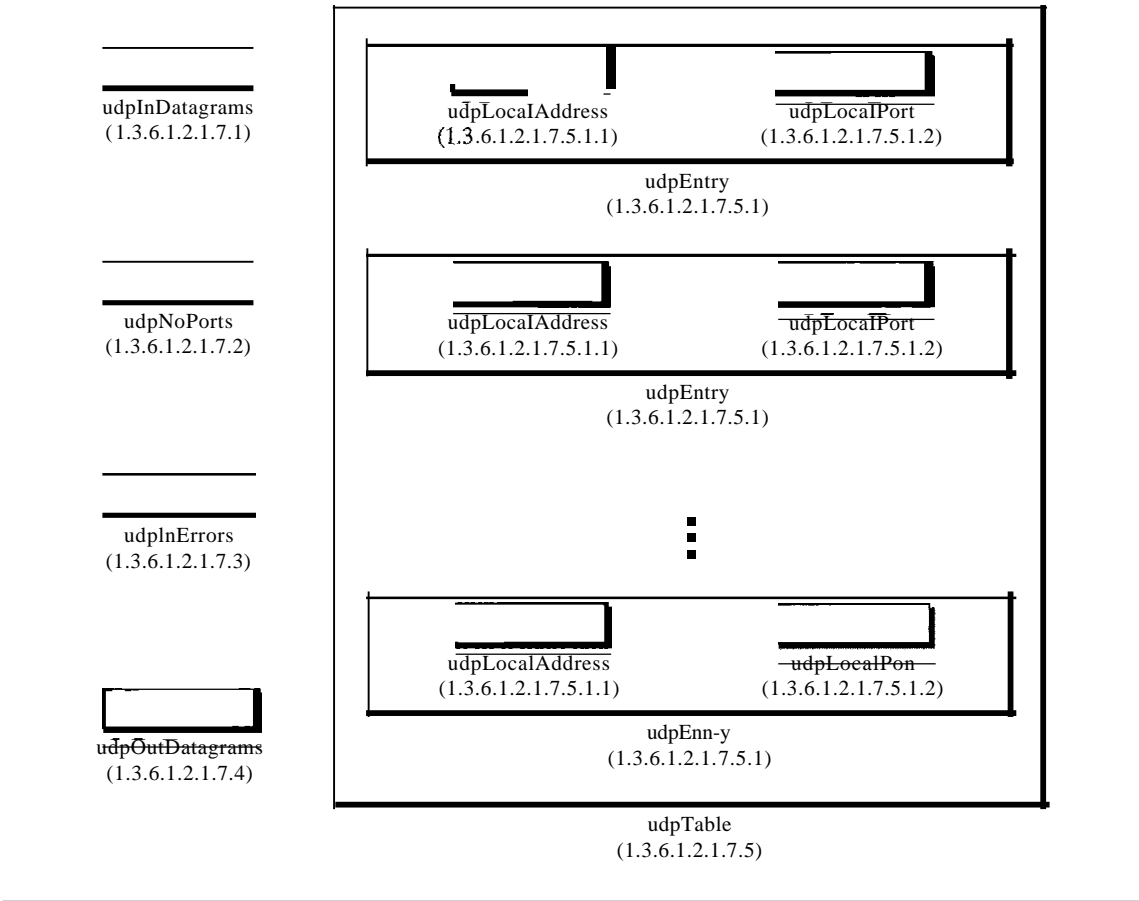 udpInDatagrams
(1.3.6.1.2.1.7.1)
udpLocaIAddress
(1.3.6.1.2.1.7.5.1.1)
udpLocaIPort
(1.3.6.1.2.1.7.5.1.2)
udpEntry
(1.3.6.1.2.1.7.5.1)
udpNoPorts
(1.3.6.1.2.1.7.2)
udpLocaIAddress
(1.3.6.1.2.1.7.5.1.1)
udpLocaIPort
(1.3.6.1.2.1.7.5.1.2)
udpEntry
(1.3.6.1.2.1.7.5.1)
udplnErrors
(1.3.6.1.2.1.7.3)
udpLocalAddress
(1.3.6.1.2.1.7.5.1.1)
udpLocalPon
(1.3.6.1.2.1.7.5.1.2)
udpEnn-y
(1.3.6.1.2.1.7.5.1)
udpOutDatagrams
(1.3.6.1.2.1.7.4)
udpTable
(1.3.6.1.2.1.7.5)